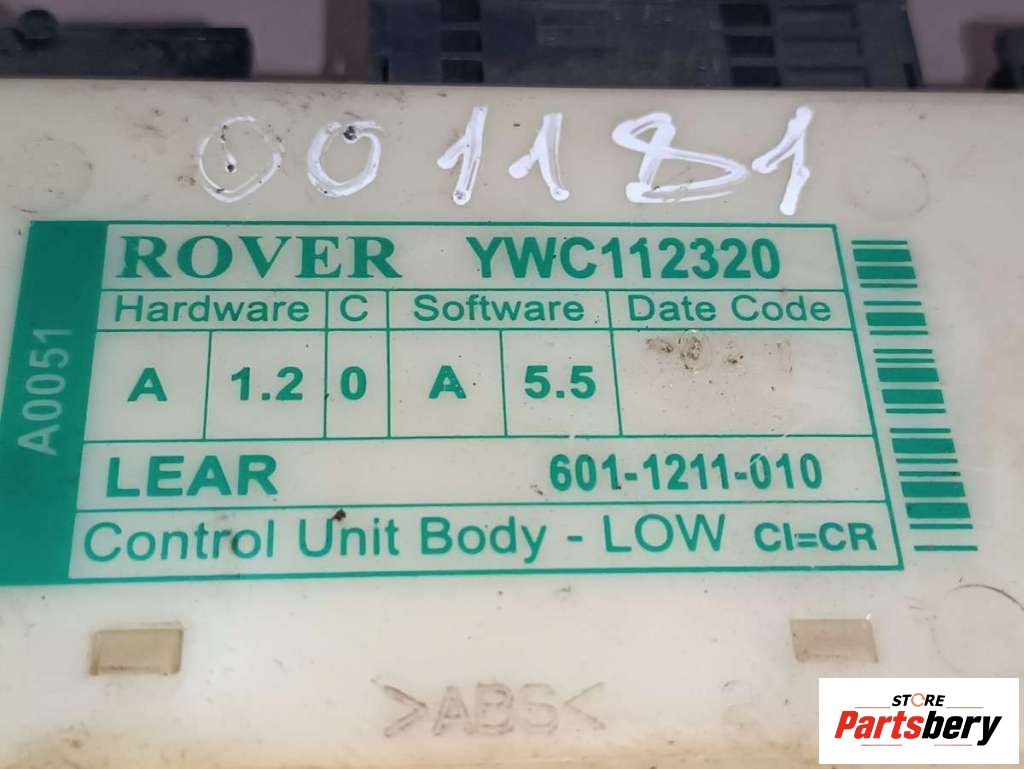 001181
ROVER YWC112320
Hardware C Software Date Code
A 1.2 0 A 5.5
A0051
LEAR 601-1211-010
Control Unit Body - LOW CI=CR
>ABS<
STORE
Partsbery